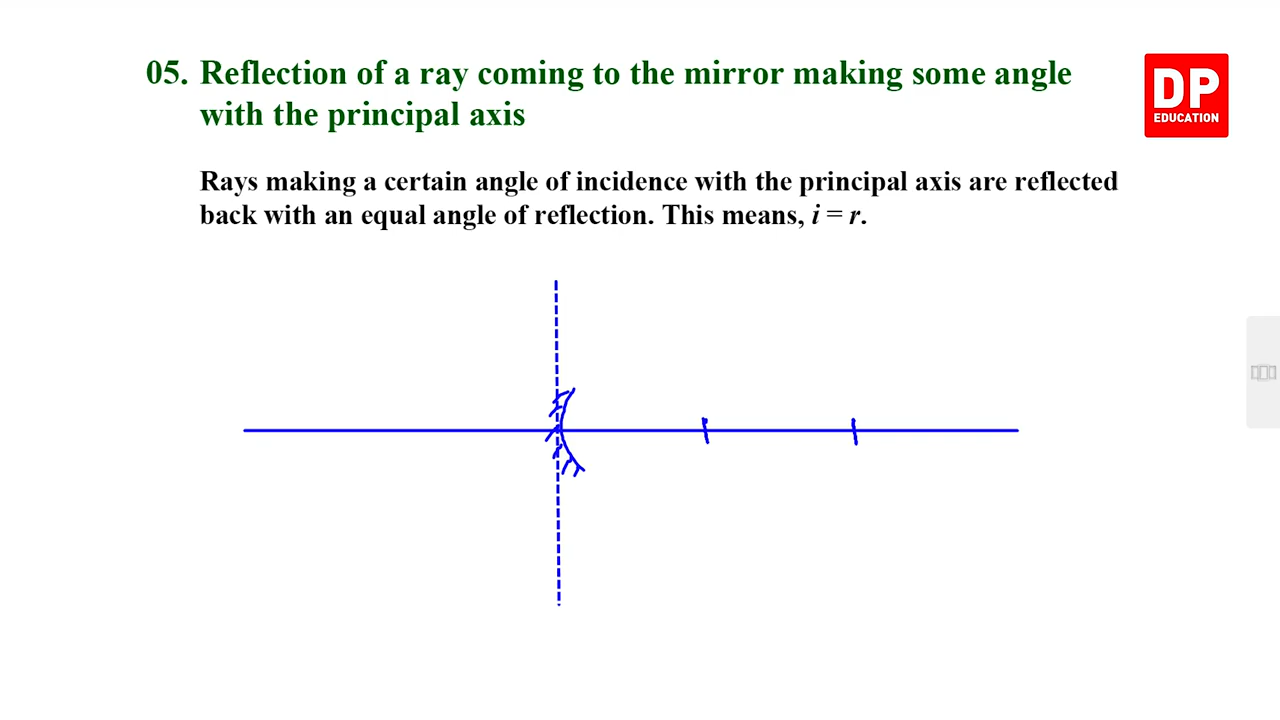 05. Reflection of a ray coming to the mirror making some angle
with the principal axis
DP
EDUCATION
Rays making a certain angle of incidence with the principal axis are reflected
back with an equal angle of reflection. This means, i = r.